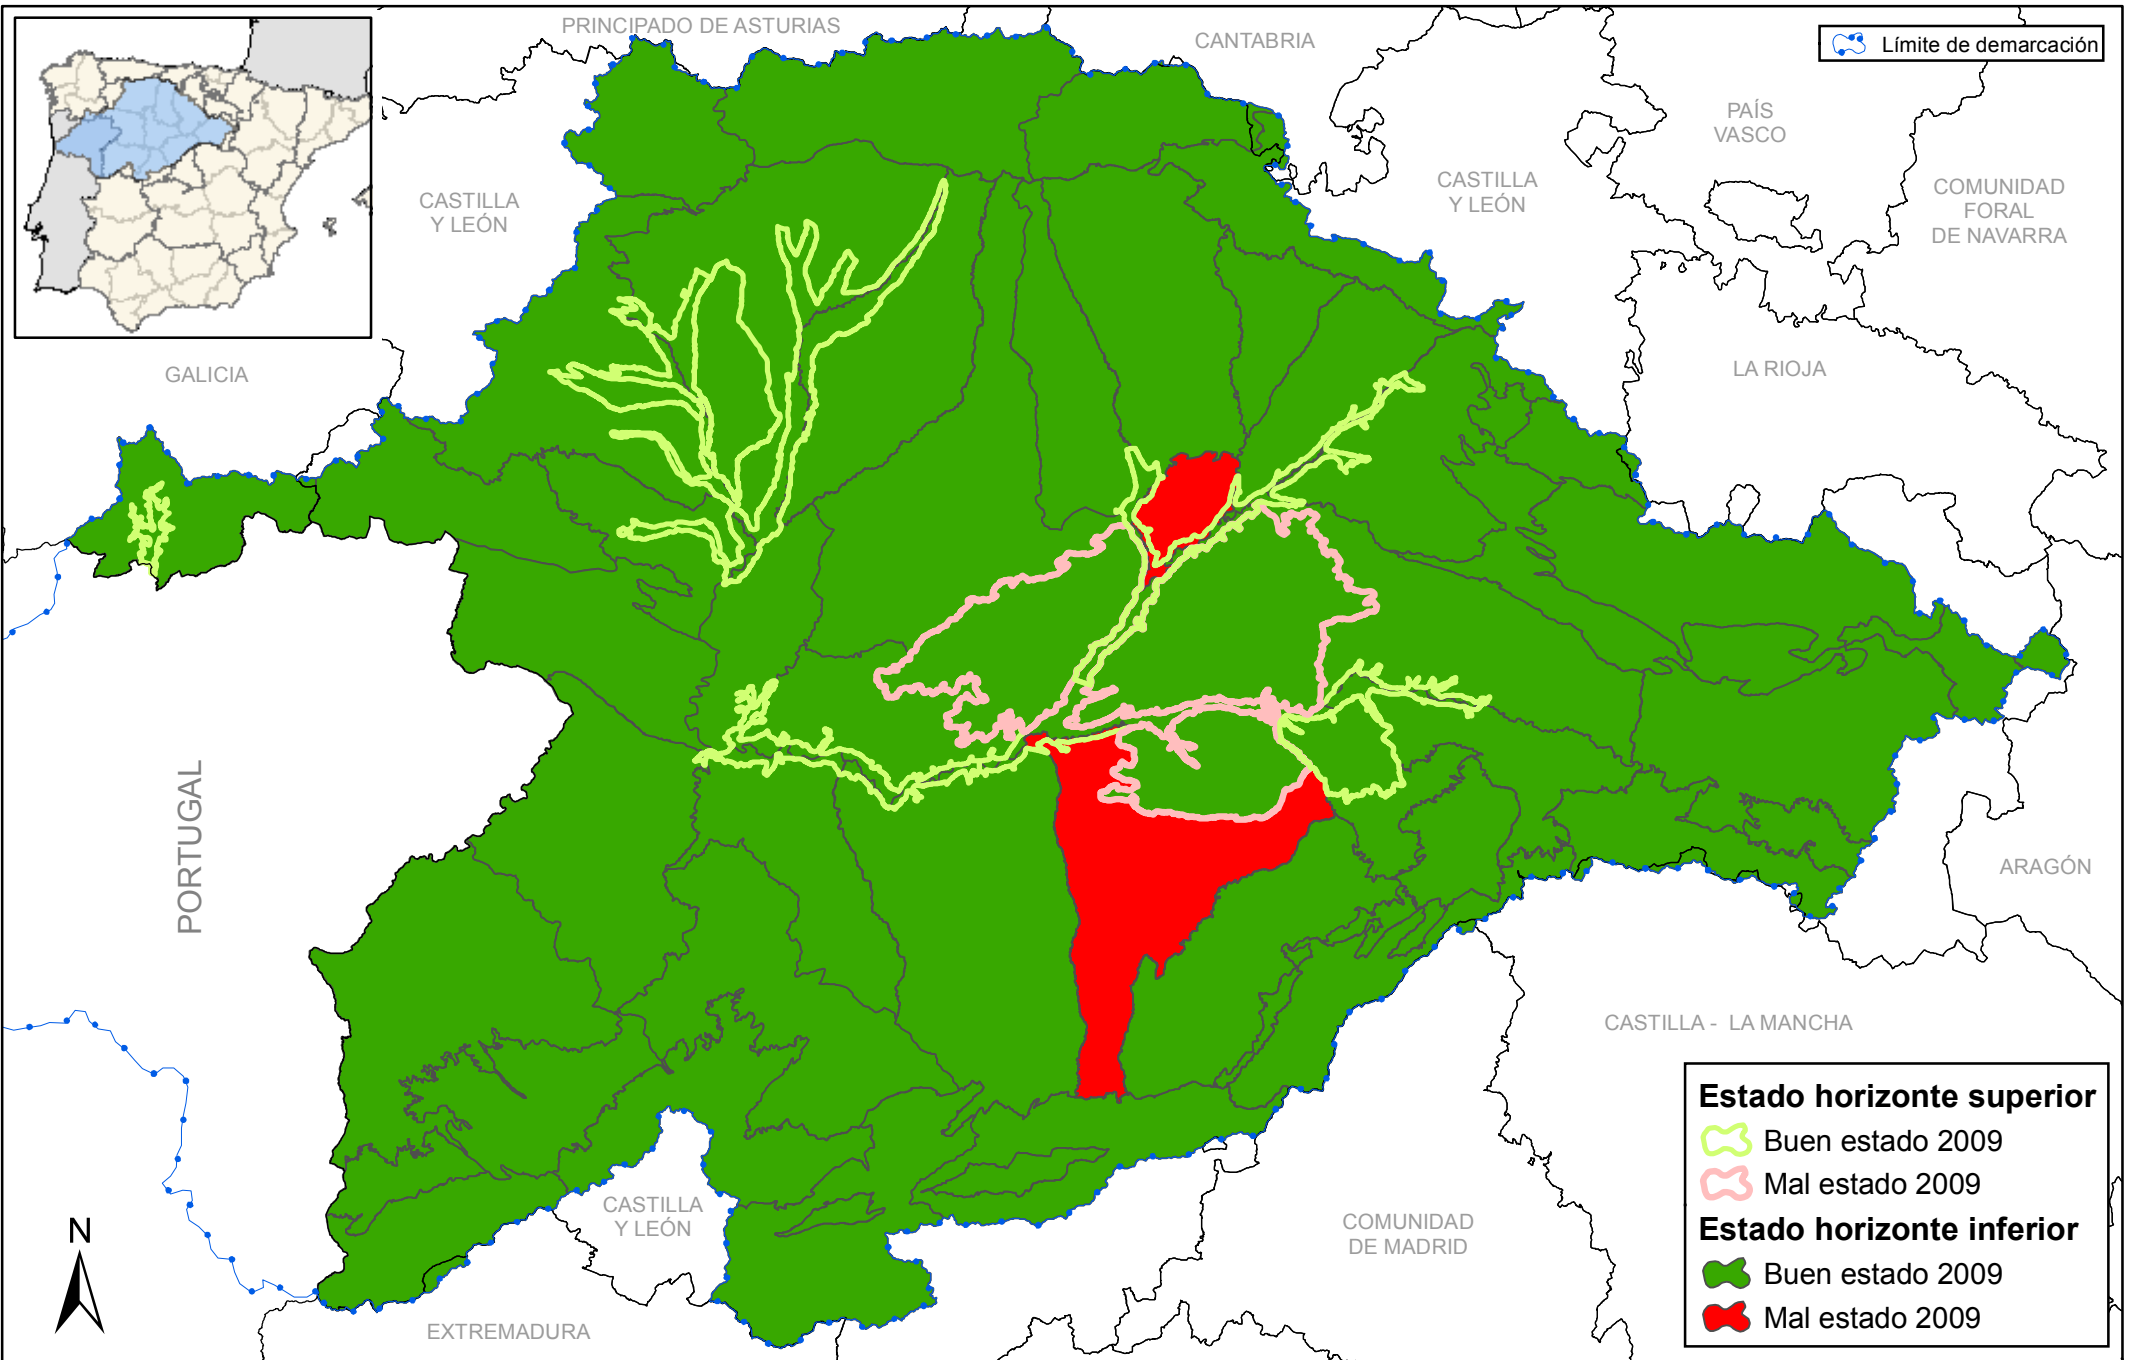 PRINCIPADO DE ASTURIAS
CANTABRIA
Límite de demarcación
PAÍS
VASCO
CASTILLA
Y LEÓN
CASTILLA
Y LEÓN
COMUNIDAD
FORAL
DE NAVARRA
GALICIA
LA RIOJA
PORTUGAL
ARAGÓN
CASTILLA - LA MANCHA
CASTILLA
Y LEÓN
COMUNIDAD
DE MADRID
EXTREMADURA
N
Estado horizonte superior
Buen estado 2009
Mal estado 2009
Estado horizonte inferior
Buen estado 2009
Mal estado 2009